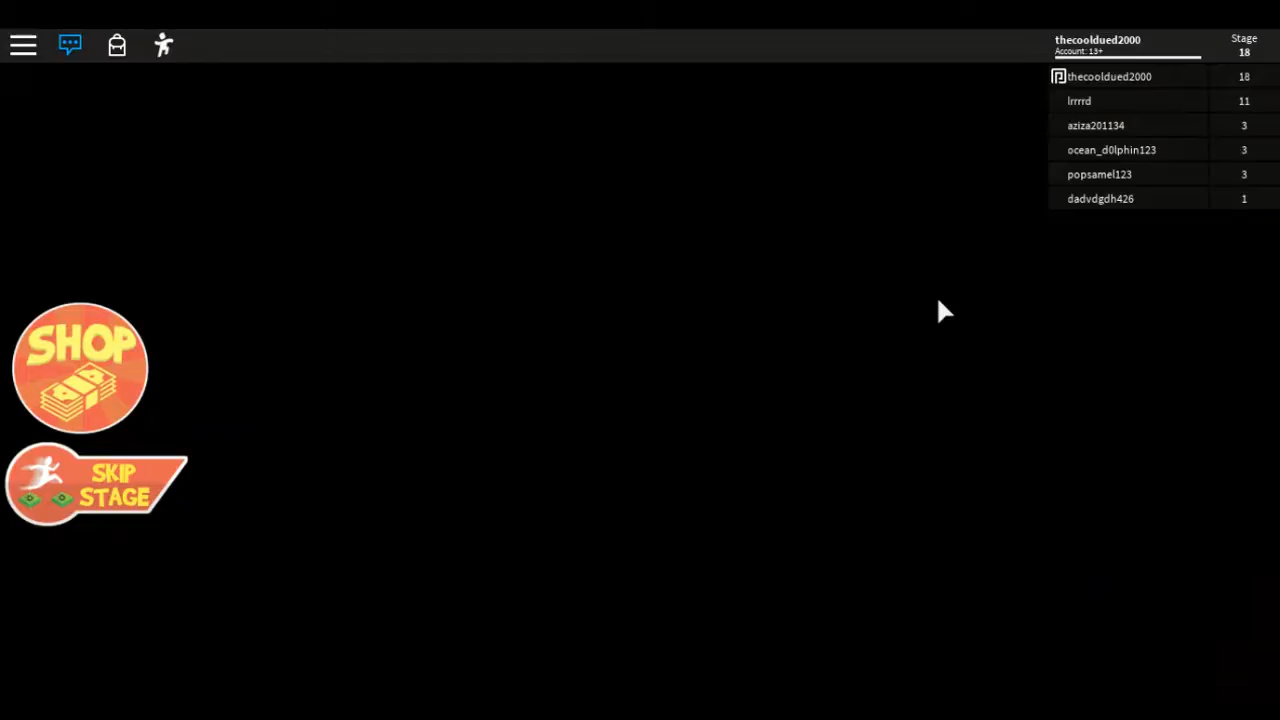 thecooldued2000 Stage
Account: 13+ 18
thecooldued2000 18
lrrrrd 11
aziza201134 3
ocean_d0lphin123 3
popsamel123 3
dadvdgdh426 1
SHOP
SKIP
STAGE